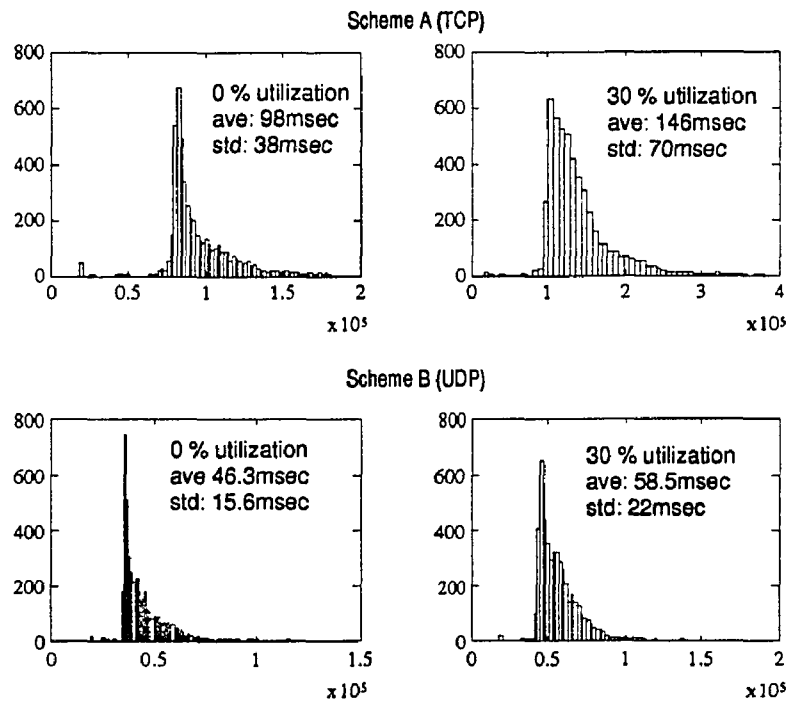 Scheme A (TCP)
800
600
400
200
0
0 % utilization
ave: 98msec
std: 38msec
0 0.5 1 1.5 2
x10⁵
800
600
400
200
0
30 % utilization
ave: 146msec
std: 70msec
0 1 2 3 4
x10⁵
Scheme B (UDP)
800
600
400
200
0
0 % utilization
ave 46.3msec
std: 15.6msec
0 0.5 1 1.5
x10⁵
800
600
400
200
0
30 % utilization
ave: 58.5msec
std: 22msec
0 0.5 1 1.5 2
x10⁵